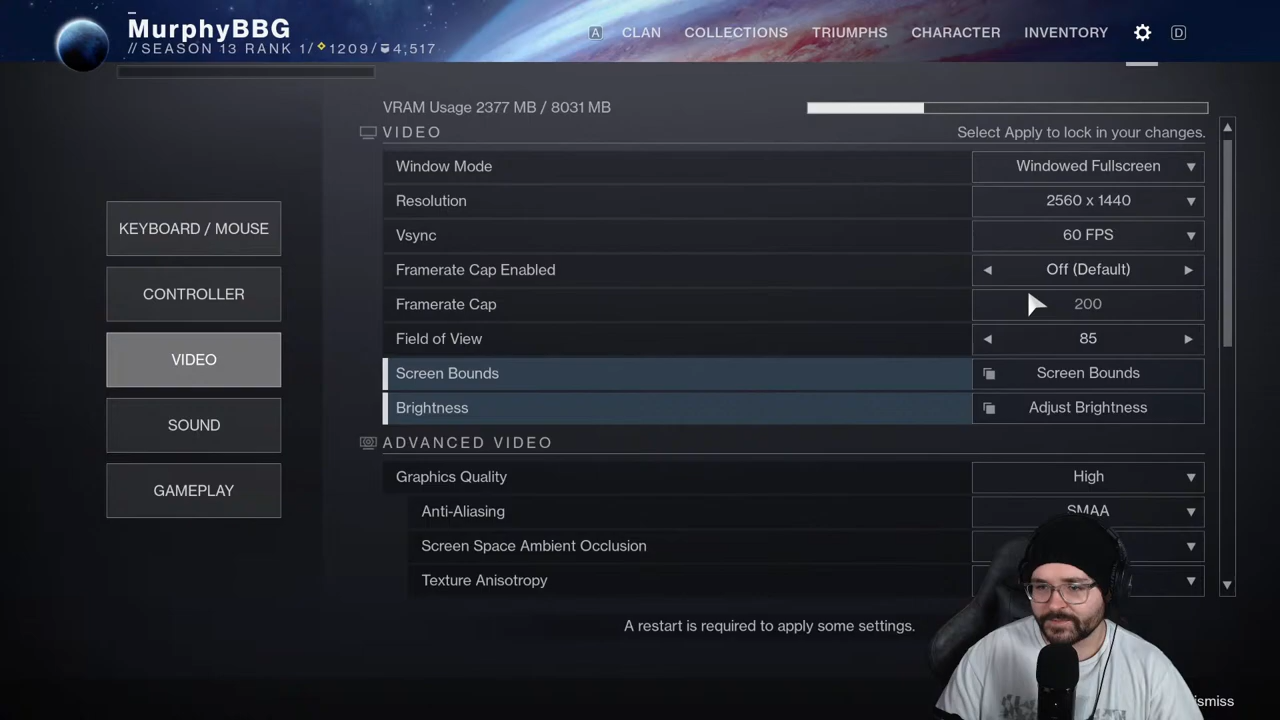 MurphyBBG
// SEASON 13 RANK 1/ 1209/ 4,517
A CLAN COLLECTIONS TRIUMPHS CHARACTER INVENTORY D
VRAM Usage 2377 MB / 8031 MB
VIDEO Select Apply to lock in your changes.
Window Mode Windowed Fullscreen
Resolution 2560 x 1440
Vsync 60 FPS
Framerate Cap Enabled Off (Default)
Framerate Cap 200
Field of View 85
Screen Bounds Screen Bounds
Brightness Adjust Brightness
ADVANCED VIDEO
Graphics Quality High
Anti-Aliasing SMAA
Screen Space Ambient Occlusion
Texture Anisotropy
KEYBOARD / MOUSE
CONTROLLER
VIDEO
SOUND
GAMEPLAY
A restart is required to apply some settings.